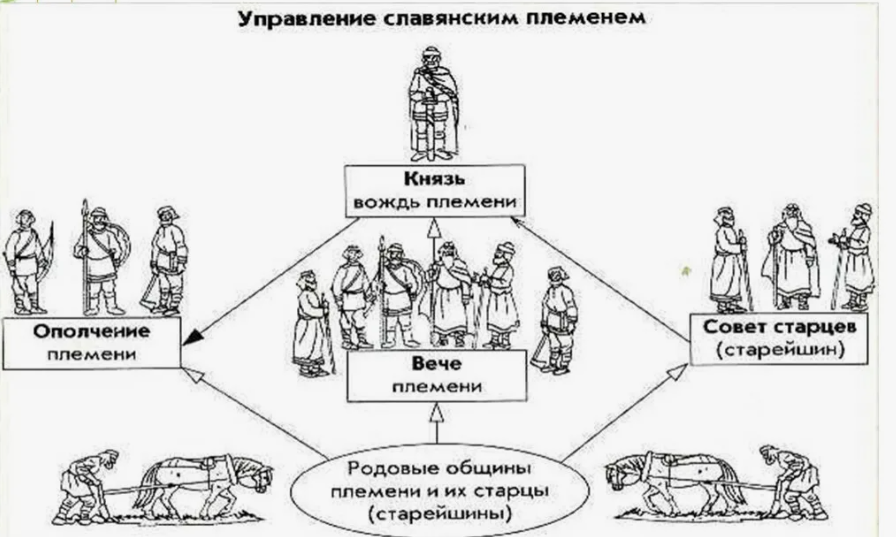 Управление славянским племенем
Князь
вождь племени
Ополчение
племени
Вече
племени
Совет старцев
(старейшин)
Родовые общины
племени и их старцы
(старейшины)